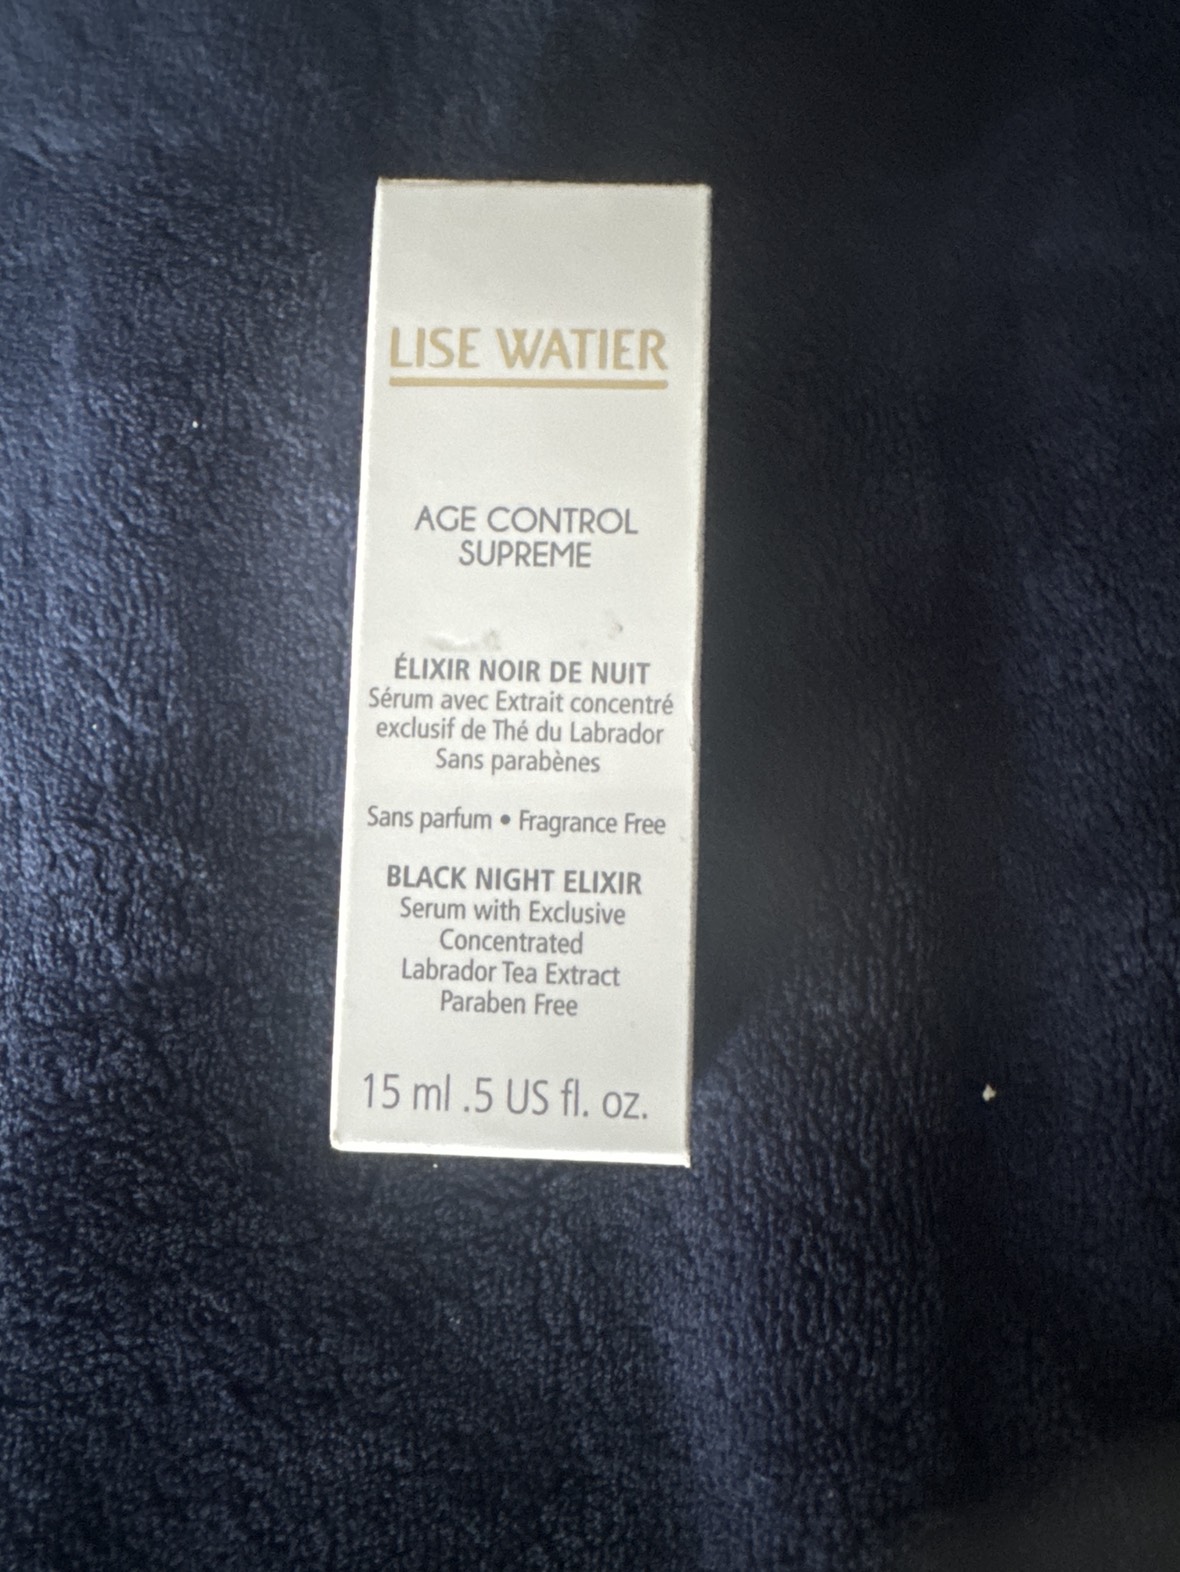 LISE WATIER
AGE CONTROL
SUPREME
ÉLIXIR NOIR DE NUIT
Sérum avec Extrait concentré
exclusif de Thé du Labrador
Sans parabènes
Sans parfum • Fragrance Free
BLACK NIGHT ELIXIR
Serum with Exclusive
Concentrated
Labrador Tea Extract
Paraben Free
15 ml .5 US fl. oz.